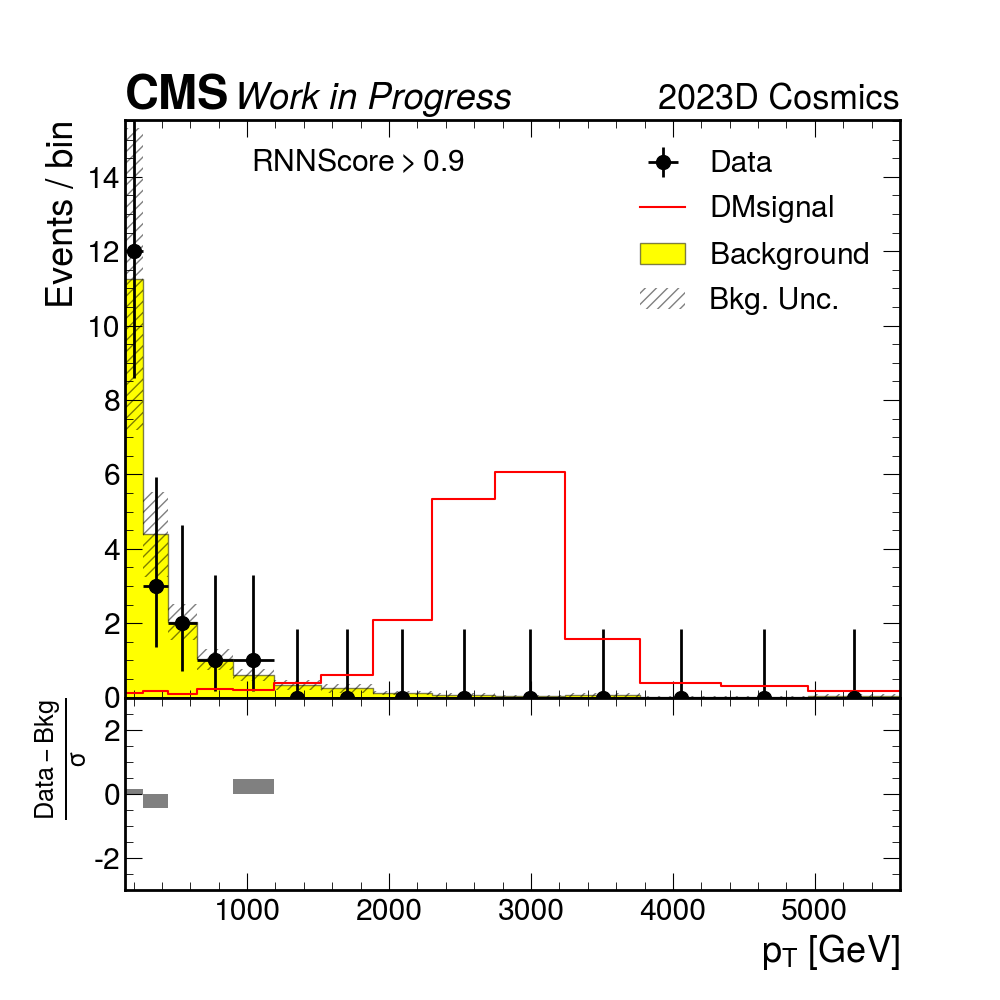 CMS Work in Progress 2023D Cosmics
Events / bin
RNNScore > 0.9
Data
DMsignal
Background
Bkg. Unc.
14
12
10
8
6
4
2
0
Data − Bkg
σ
2
0
-2
1000 2000 3000 4000 5000
pT [GeV]